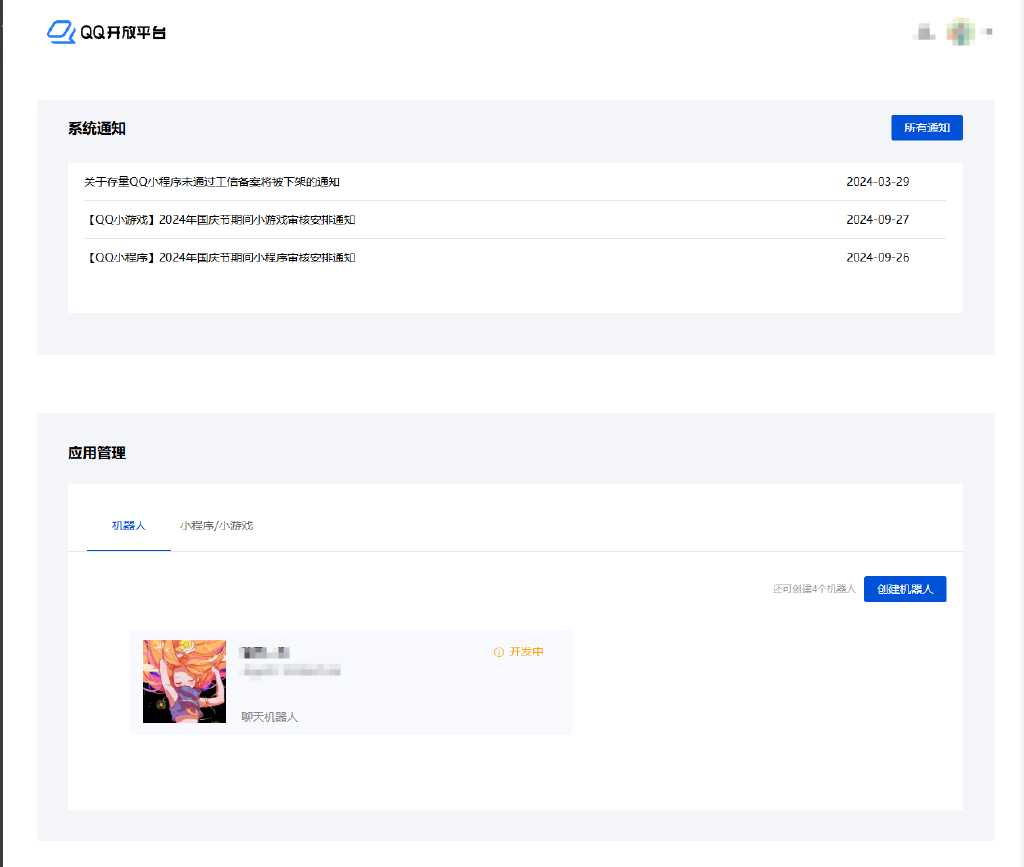 QQ开放平台
系统通知
所有通知
关于存量QQ小程序未通过工信备案将被下架的通知 2024-03-29
【QQ小游戏】2024年国庆节期间小游戏审核安排通知 2024-09-27
【QQ小程序】2024年国庆节期间小程序审核安排通知 2024-09-26
应用管理
机器人 小程序/小游戏
还可创建4个机器人 创建机器人
开发中
聊天机器人